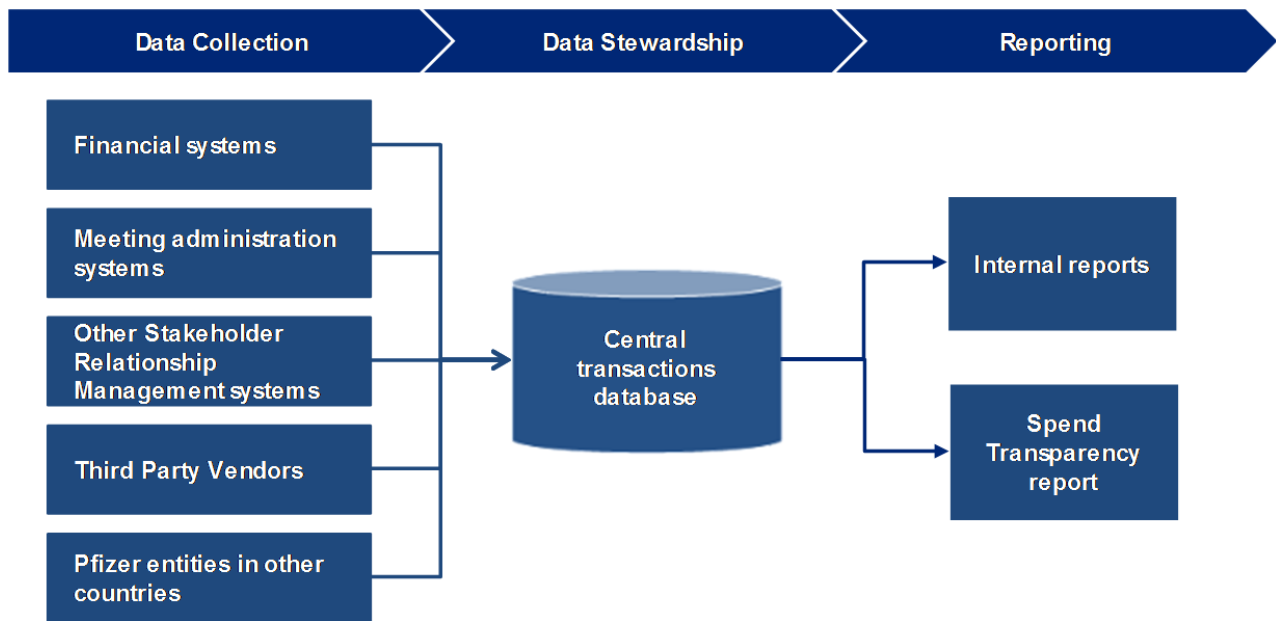 Data Collection
Data Stewardship
Reporting
Financial systems
Meeting administration
systems
Other Stakeholder
Relationship
Management systems
Third Party Vendors
Pfizer entities in other
countries
Central
transactions
database
Internal reports
Spend
Transparency
report